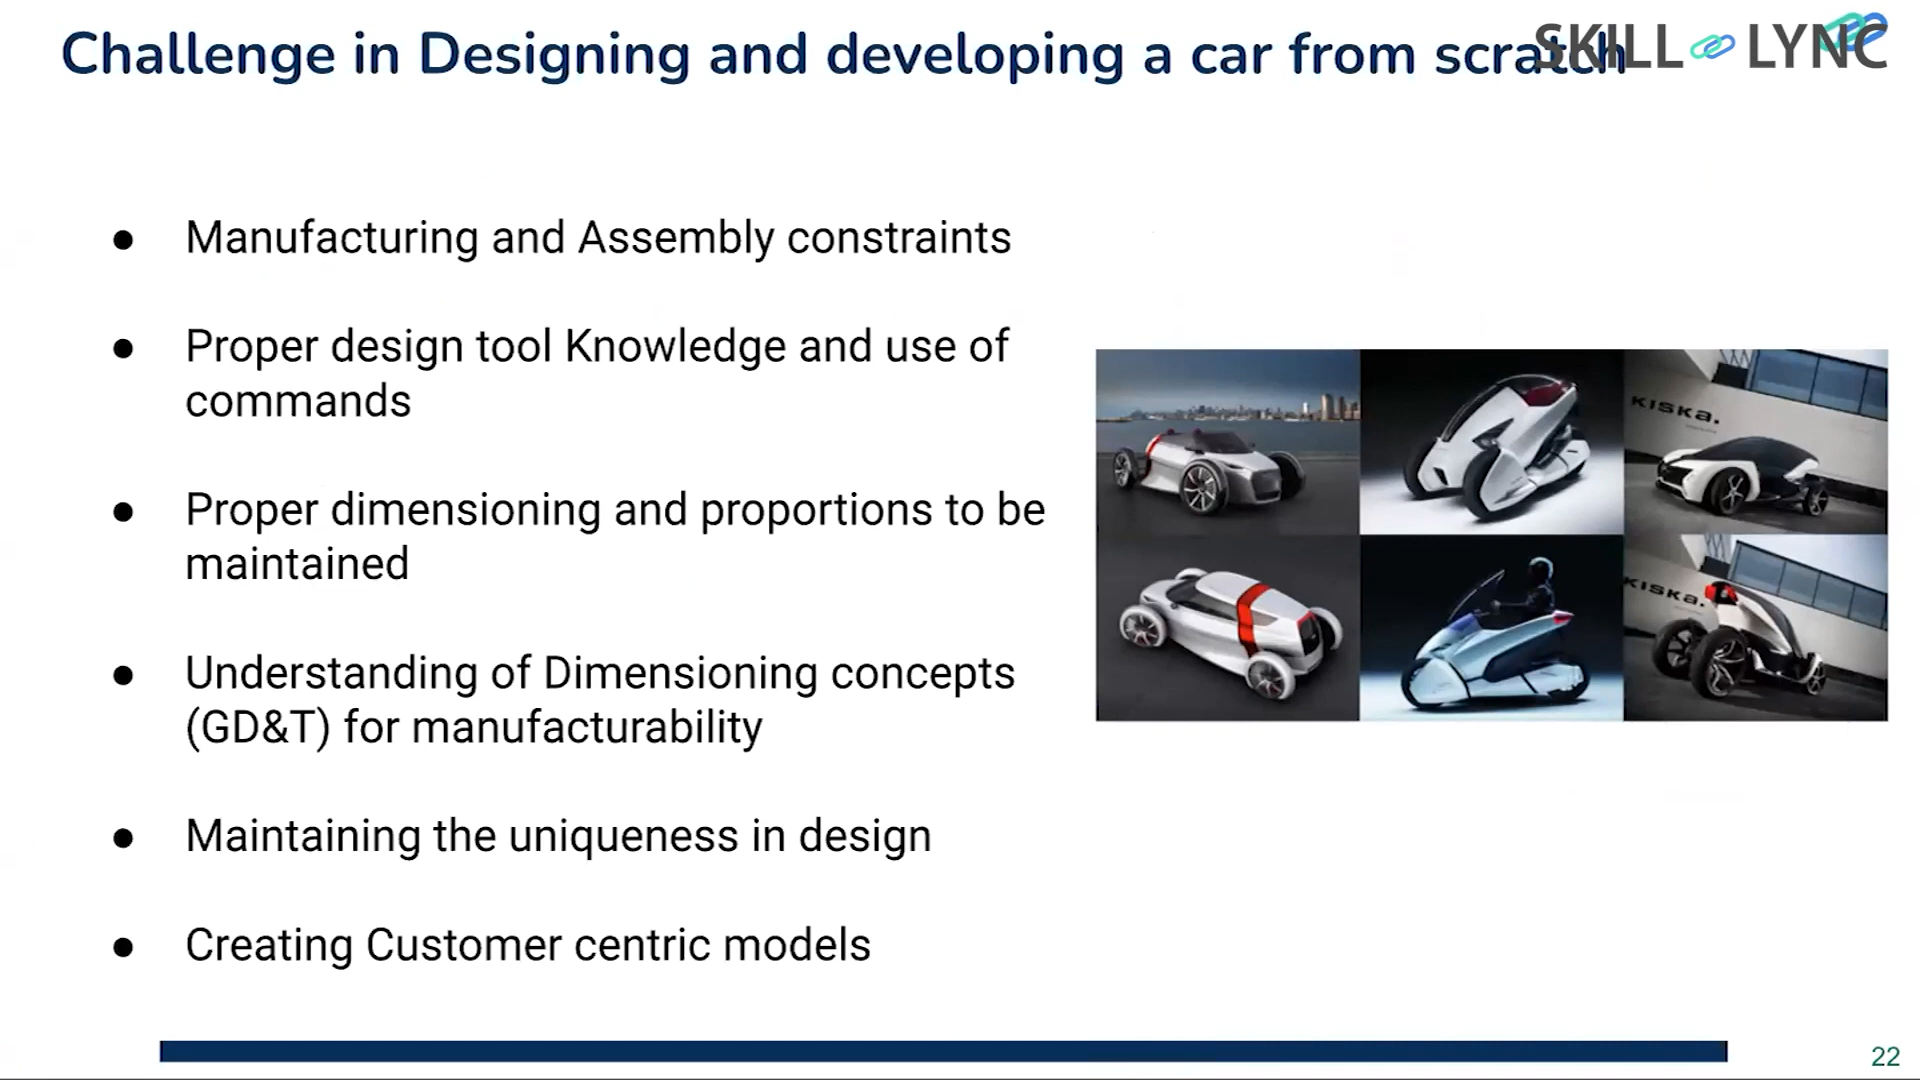 Challenge in Designing and developing a car from scratch
SKILL LYNC
● Manufacturing and Assembly constraints
● Proper design tool Knowledge and use of
commands
● Proper dimensioning and proportions to be
maintained
● Understanding of Dimensioning concepts
(GD&T) for manufacturability
● Maintaining the uniqueness in design
● Creating Customer centric models
KISKA.
KISKA.
22